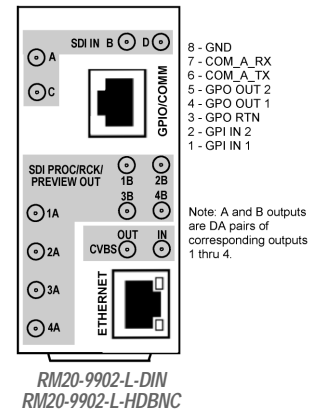 SDI IN B D
A
C
GPIO/COMM
8 - GND
7 - COM_A_RX
6 - COM_A_TX
5 - GPO OUT 2
4 - GPO OUT 1
3 - GPO RTN
2 - GPI IN 2
1 - GPI IN 1
SDI PROC/RCK/
PREVIEW OUT
1B 2B
3B 4B
1A
2A
3A
4A
OUT IN
CVBS
ETHERNET
Note: A and B outputs
are DA pairs of
corresponding outputs
1 thru 4.
RM20-9902-L-DIN
RM20-9902-L-HDBNC